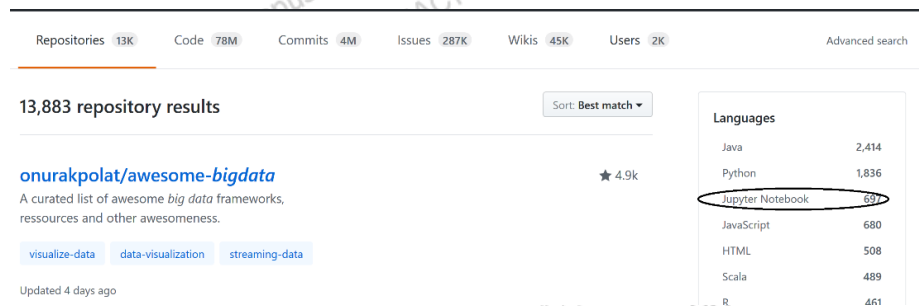 Repositories 13K Code 78M Commits 4M Issues 287K Wikis 45K Users 2K Advanced search
13,883 repository results
Sort: Best match
onurakpolat/awesome-bigdata
4.9k
A curated list of awesome big data frameworks,
ressources and other awesomeness.
visualize-data data-visualization streaming-data
Updated 4 days ago
Languages
Java 2,414
Python 1,836
Jupyter Notebook 697
JavaScript 680
HTML 508
Scala 489
R 461